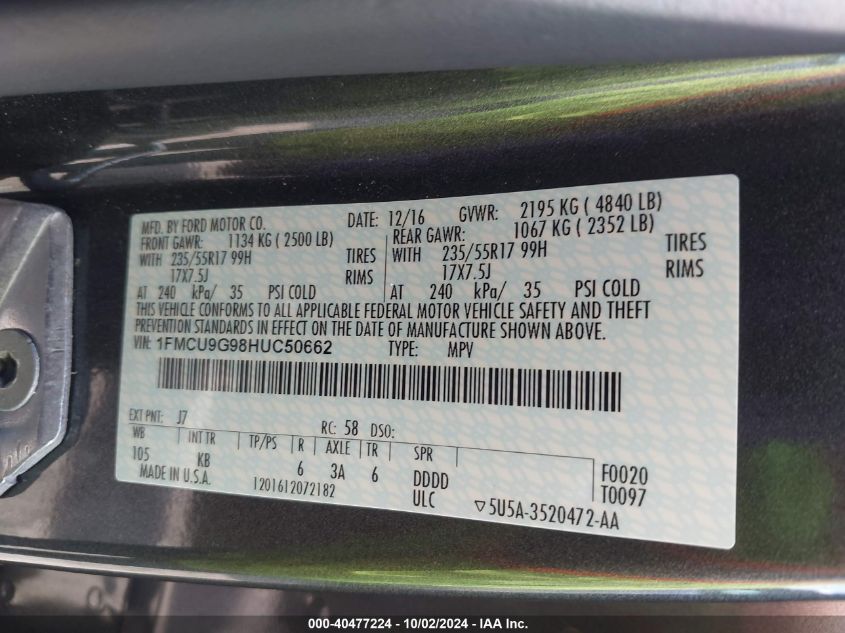 MFD. BY FORD MOTOR CO. DATE: 12/16 GVWR: 2195 KG ( 4840 LB)
FRONT GAWR: 1134 KG ( 2500 LB) REAR GAWR: 1067 KG ( 2352 LB)
WITH 235/55R17 99H TIRES WITH 235/55R17 99H TIRES
17X7.5J RIMS 17X7.5J RIMS
AT 240 kPa/ 35 PSI COLD AT 240 kPa/ 35 PSI COLD
THIS VEHICLE CONFORMS TO ALL APPLICABLE FEDERAL MOTOR VEHICLE SAFETY AND THEFT
PREVENTION STANDARDS IN EFFECT ON THE DATE OF MANUFACTURE SHOWN ABOVE.
VIN: 1FMCU9G98HUC50662 TYPE: MPV
EXT PNT: J7 RC: 58 DSO:
WB INT TR TP/PS R AXLE TR SPR
105 KB 6 3A 6 DDDD F0020
MADE IN U.S.A. 1201612072182 ULC T0097
▽5U5A-3520472-AA
000-40477224 - 10/02/2024 - IAA Inc.